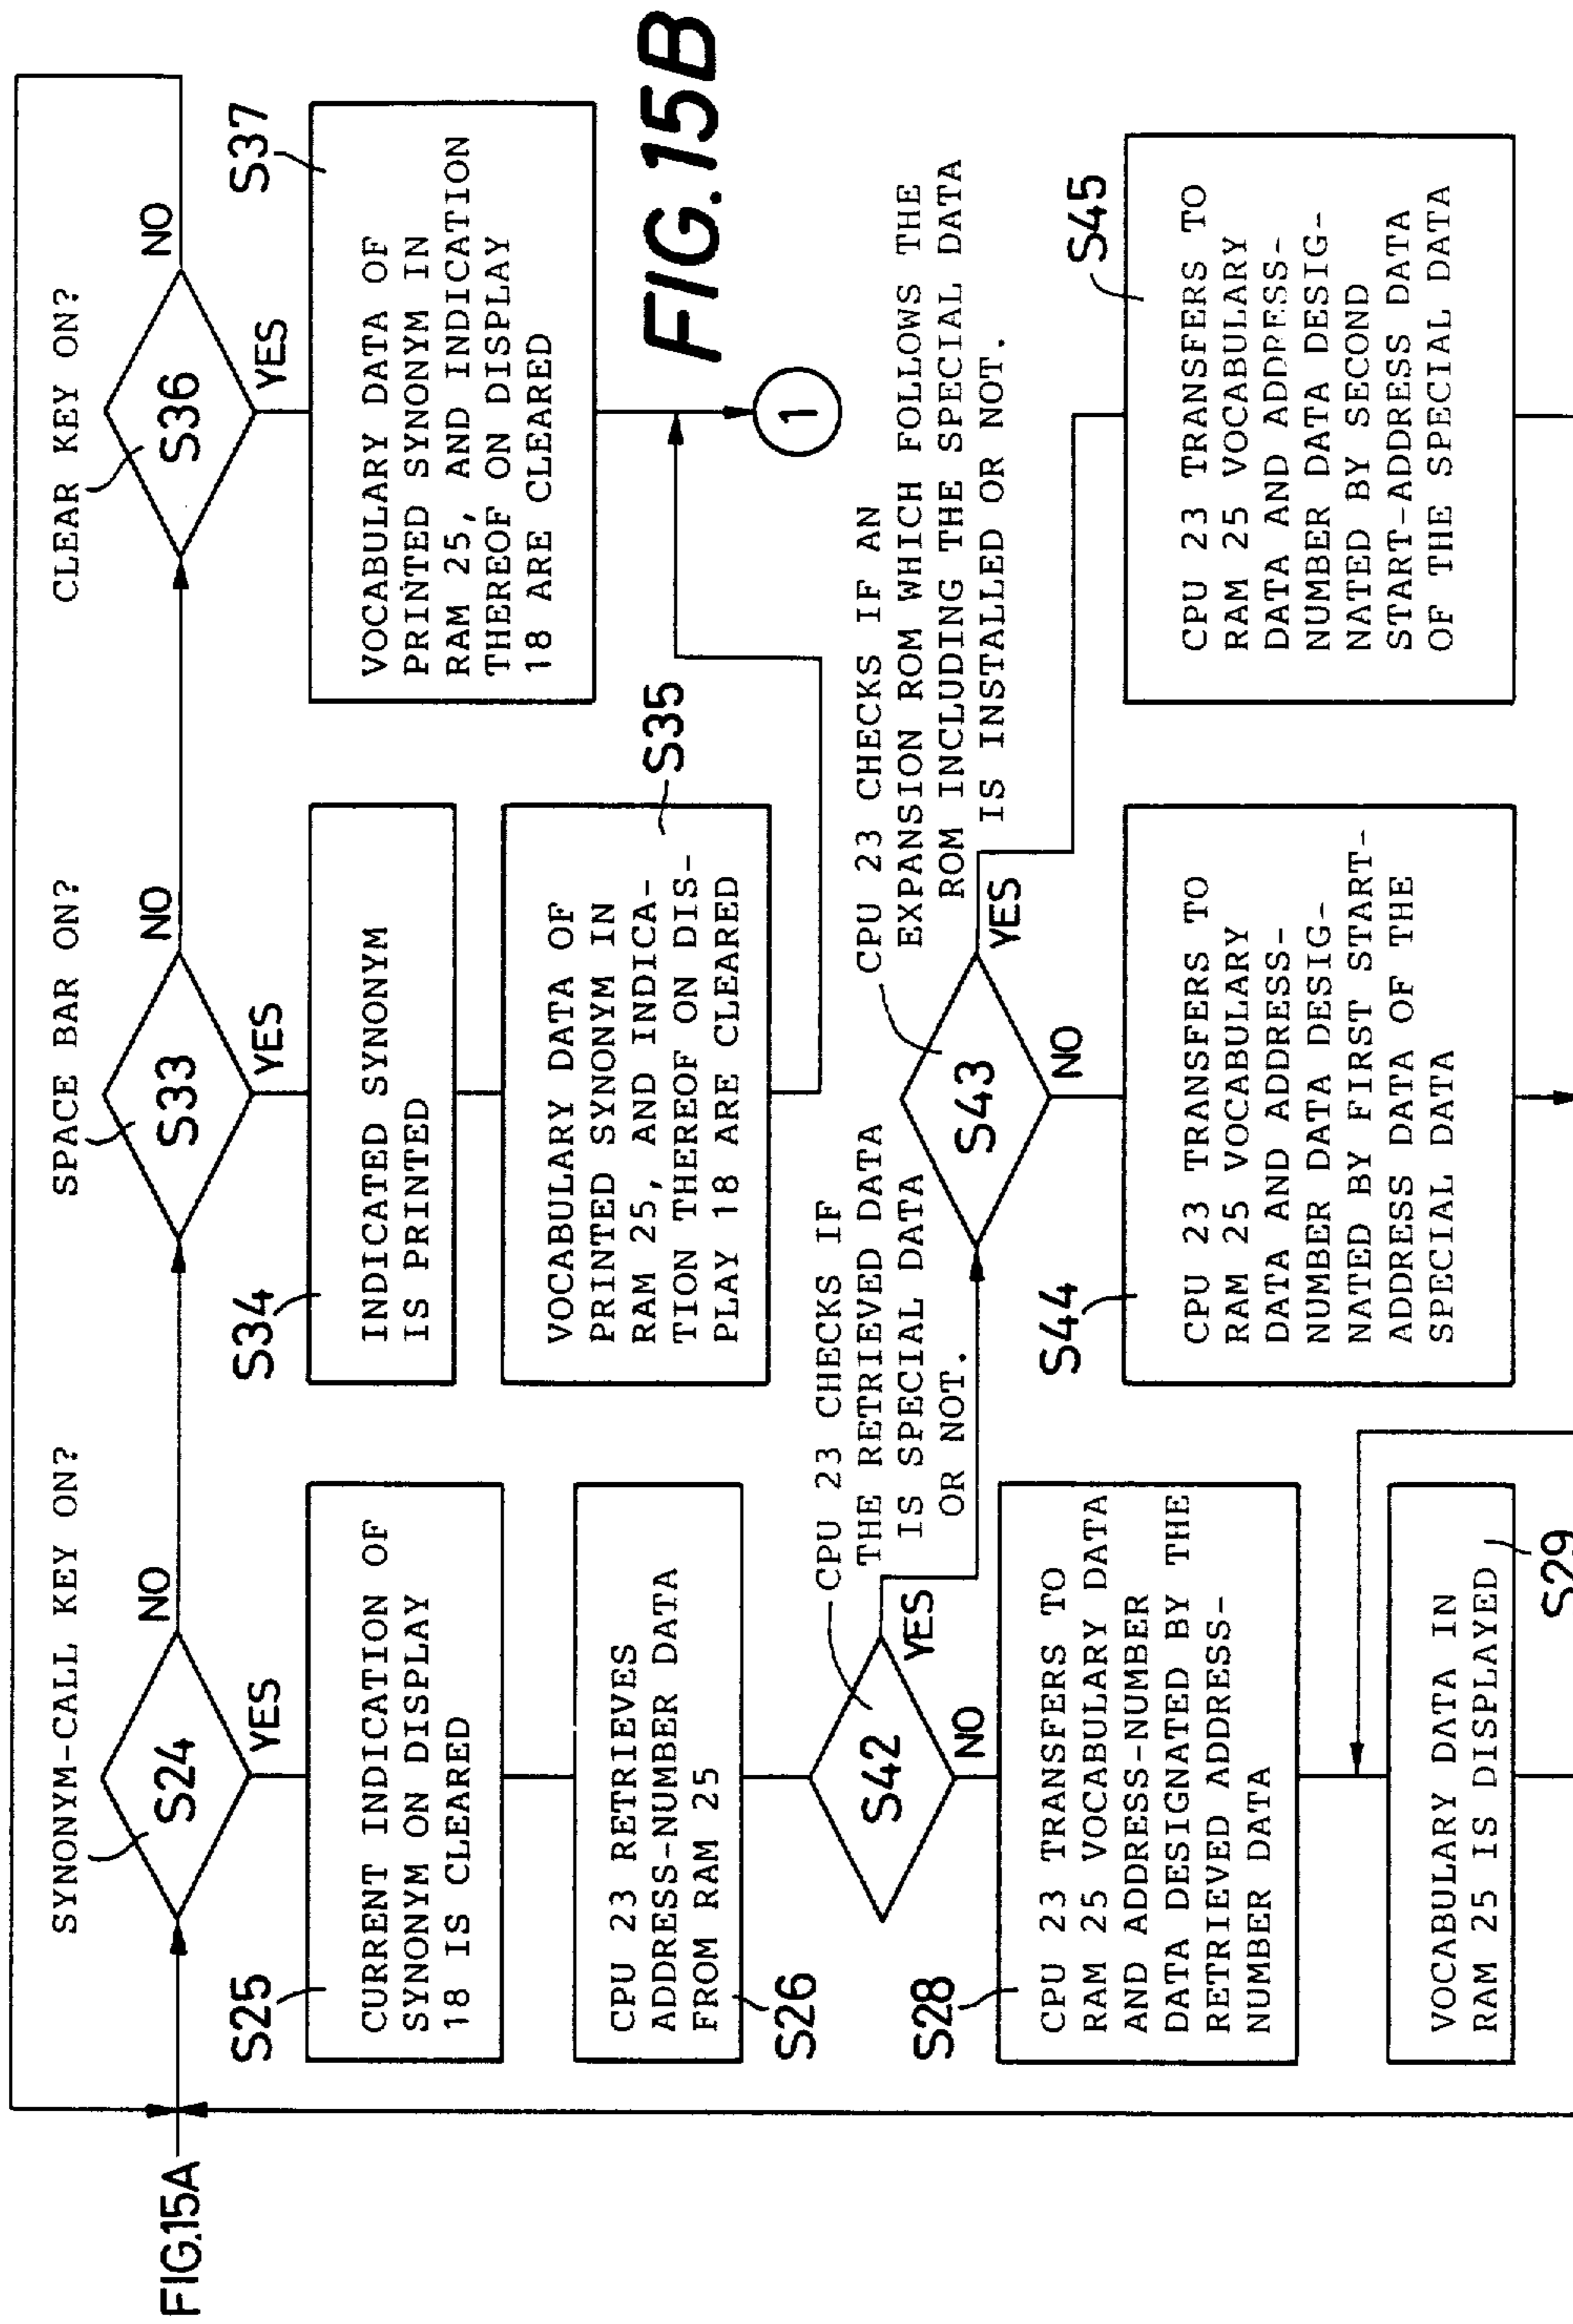 FIG.15A
SYNONYM-CALL KEY ON?
S24
NO
YES
SPACE BAR ON?
S33
NO
YES
CLEAR KEY ON?
S36
NO
YES
S25
CURRENT INDICATION OF
SYNONYM ON DISPLAY
18 IS CLEARED
S34
INDICATED SYNONYM
IS PRINTED
S37
VOCABULARY DATA OF
PRINTED SYNONYM IN
RAM 25, AND INDICATION
THEREOF ON DISPLAY
18 ARE CLEARED
CPU 23 RETRIEVES
ADDRESS-NUMBER DATA
FROM RAM 25
S26
VOCABULARY DATA OF
PRINTED SYNONYM IN
RAM 25, AND INDICA-
TION THEREOF ON DIS-
PLAY 18 ARE CLEARED
S35
FIG.15B
1
S42
CPU 23 CHECKS IF
THE RETRIEVED DATA
IS SPECIAL DATA
OR NOT.
YES
NO
S43
CPU 23 CHECKS IF AN
EXPANSION ROM WHICH FOLLOWS THE
ROM INCLUDING THE SPECIAL DATA
IS INSTALLED OR NOT.
YES
NO
S28
CPU 23 TRANSFERS TO
RAM 25 VOCABULARY DATA
AND ADDRESS-NUMBER
DATA DESIGNATED BY THE
RETRIEVED ADDRESS-
NUMBER DATA
S44
CPU 23 TRANSFERS TO
RAM 25 VOCABULARY
DATA AND ADDRESS-
NUMBER DATA DESIG-
NATED BY FIRST START-
ADDRESS DATA OF THE
SPECIAL DATA
S45
CPU 23 TRANSFERS TO
RAM 25 VOCABULARY
DATA AND ADDRESS-
NUMBER DATA DESIG-
NATED BY SECOND
START-ADDRESS DATA
OF THE SPECIAL DATA
VOCABULARY DATA IN
RAM 25 IS DISPLAYED
S29